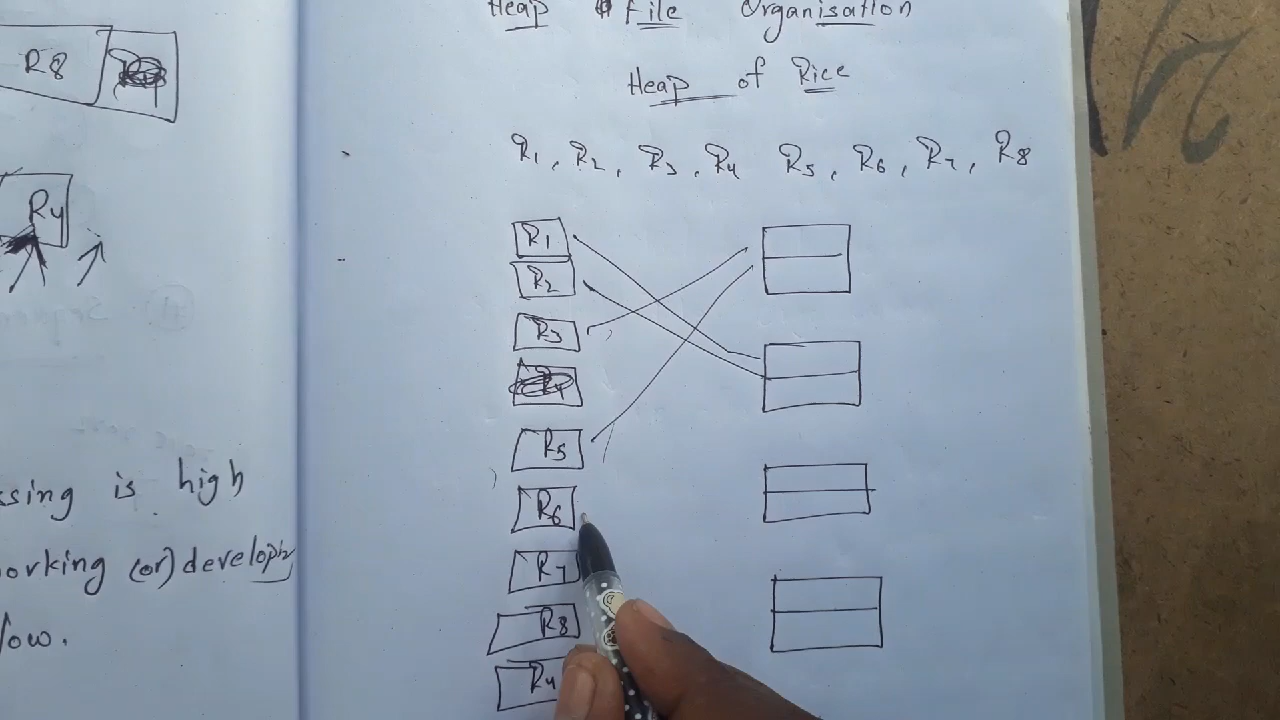 Heap File Organisation
Heap of Rice
R1, R2, R3, R4 R5, R6, R7, R8
R1
R2
R3
R5
R6
R7
R8
R4
R8
R4
ssing is high
working (or) develop
low.